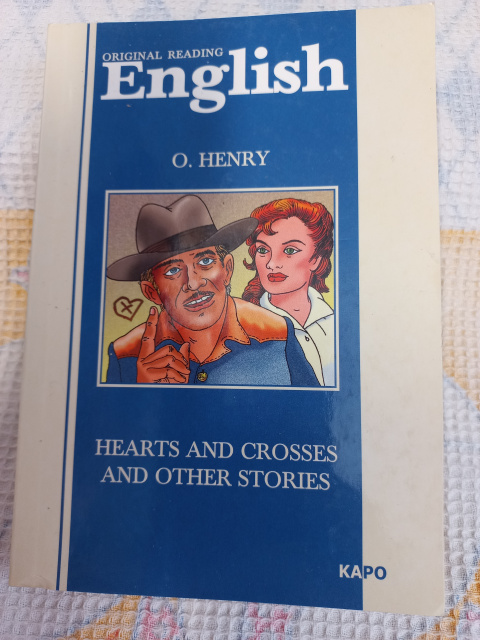 ORIGINAL READING
English
O. HENRY
HEARTS AND CROSSES
AND OTHER STORIES
KAPO